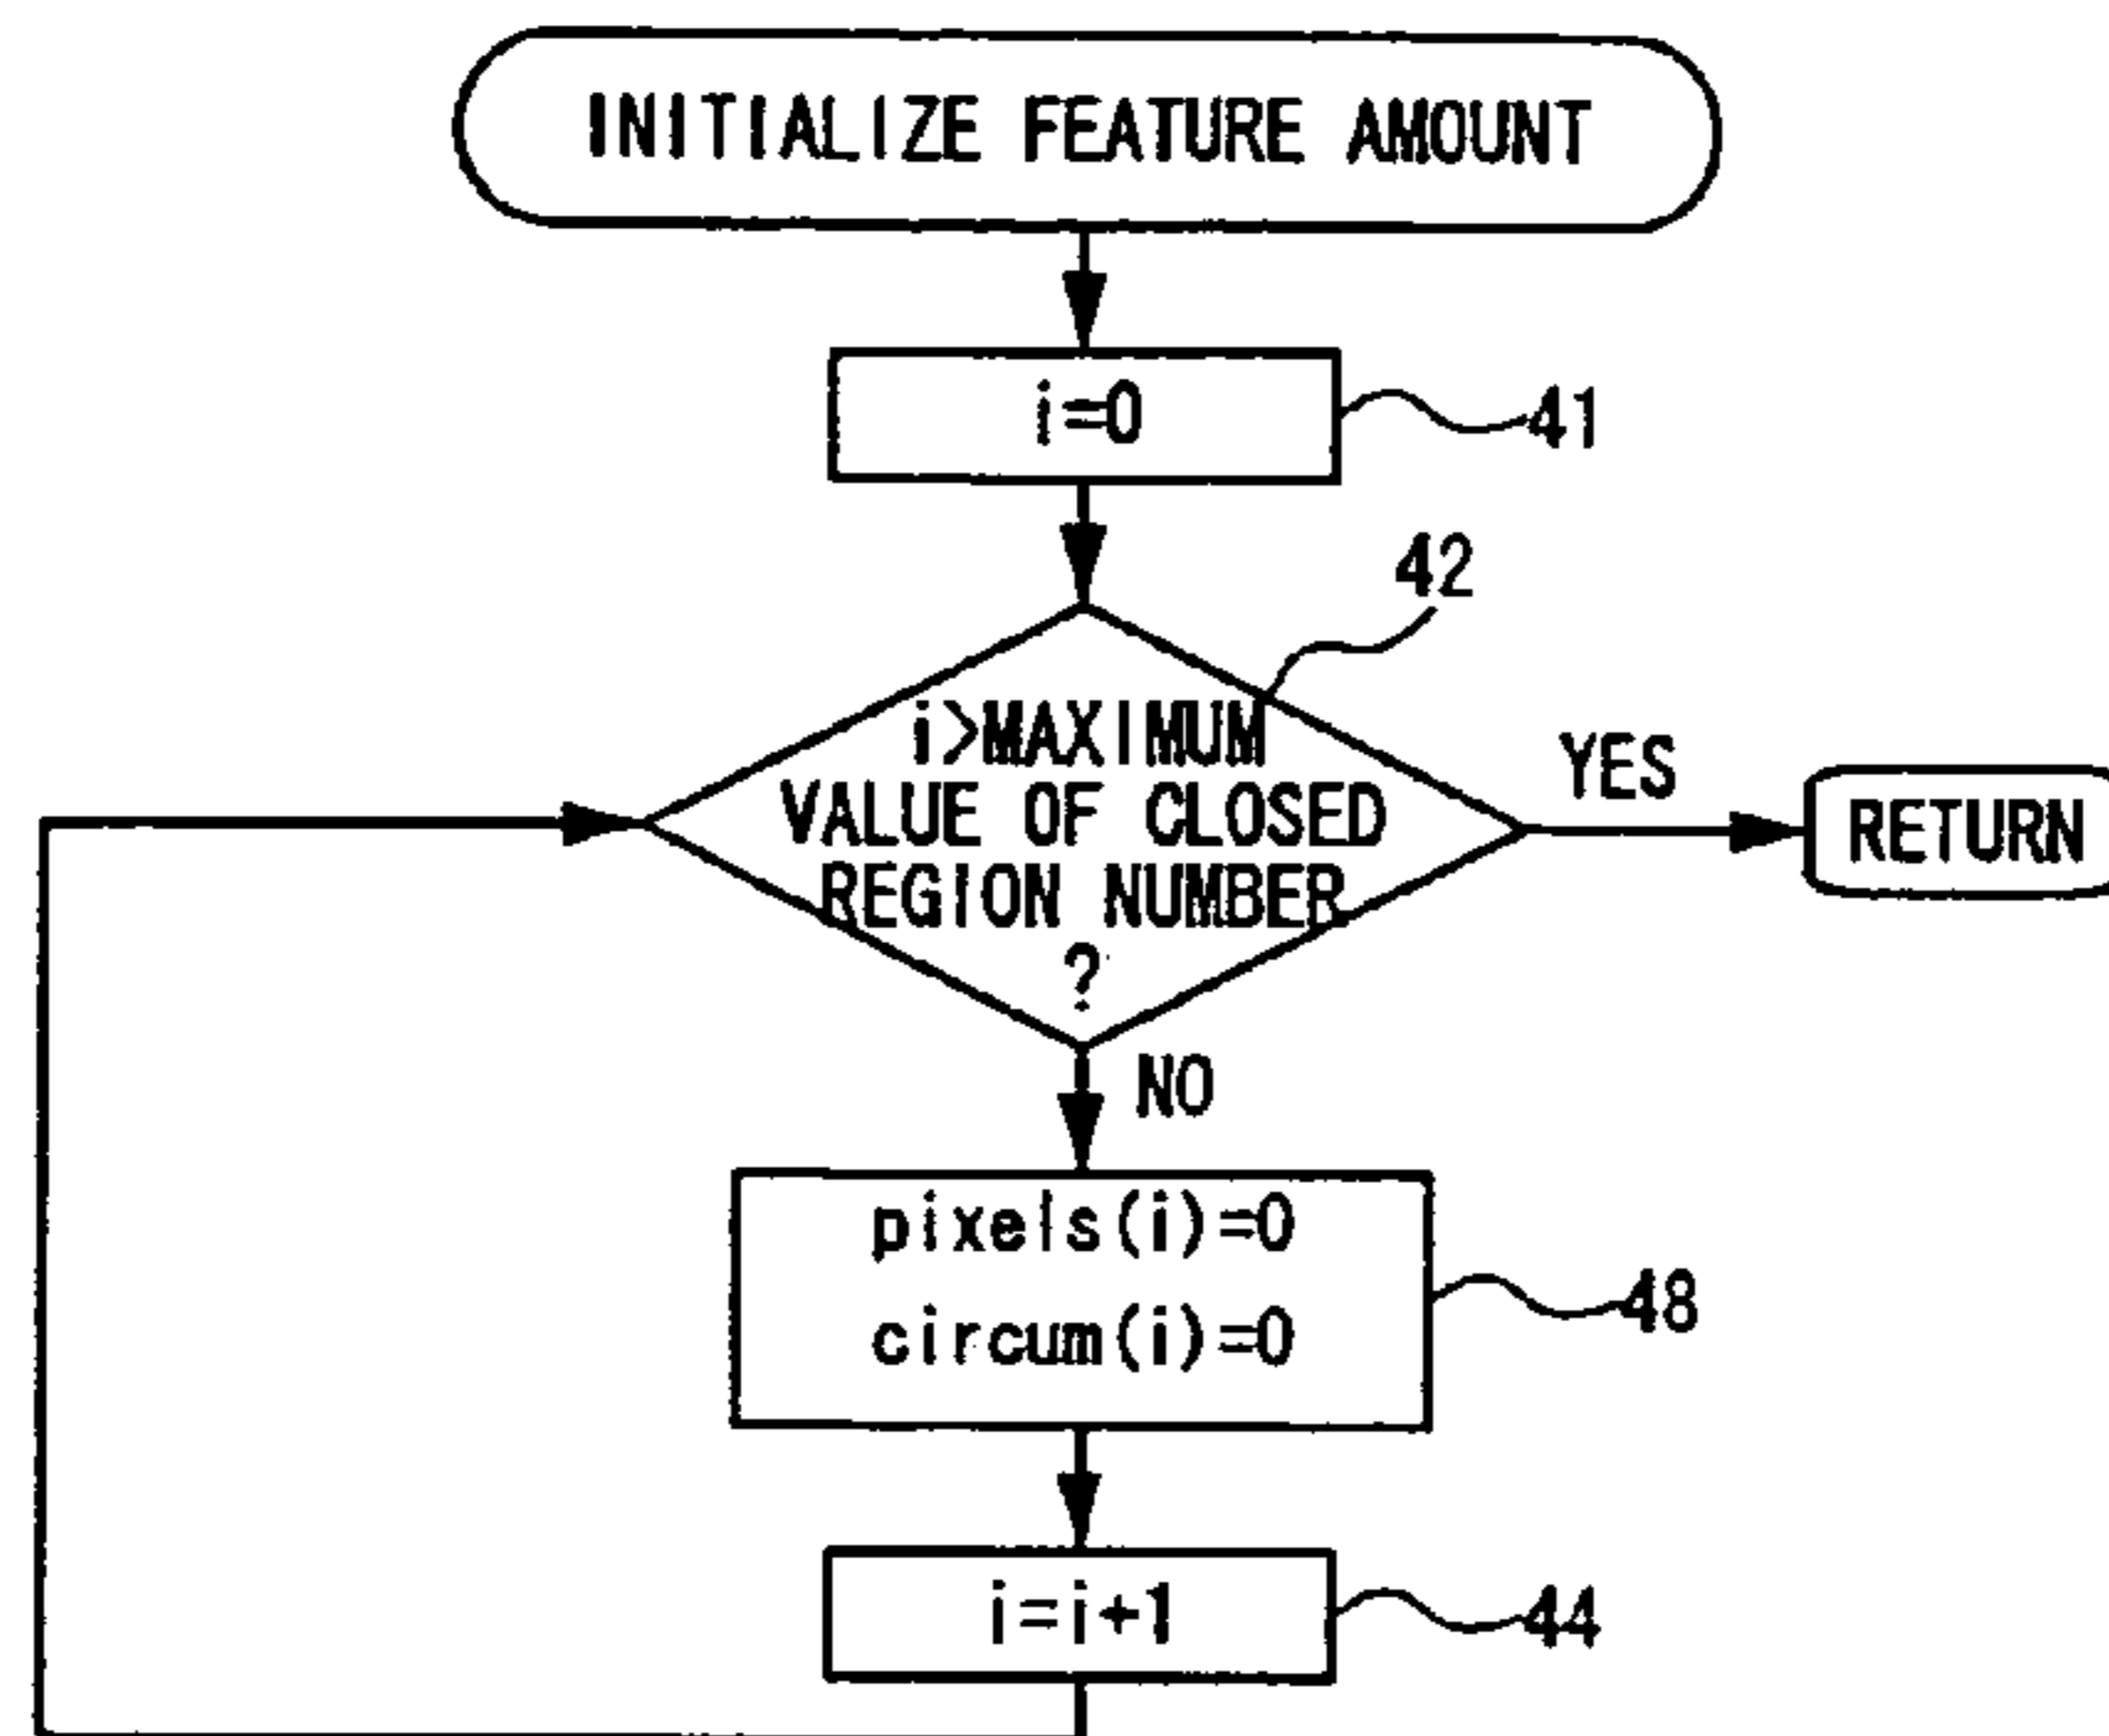 INITIALIZE FEATURE AMOUNT
i=0
41
42
i>MAXIMUM
VALUE OF CLOSED
REGION NUMBER
?
YES
RETURN
NO
pixels(i)=0
circum(i)=0
48
i=i+1
44